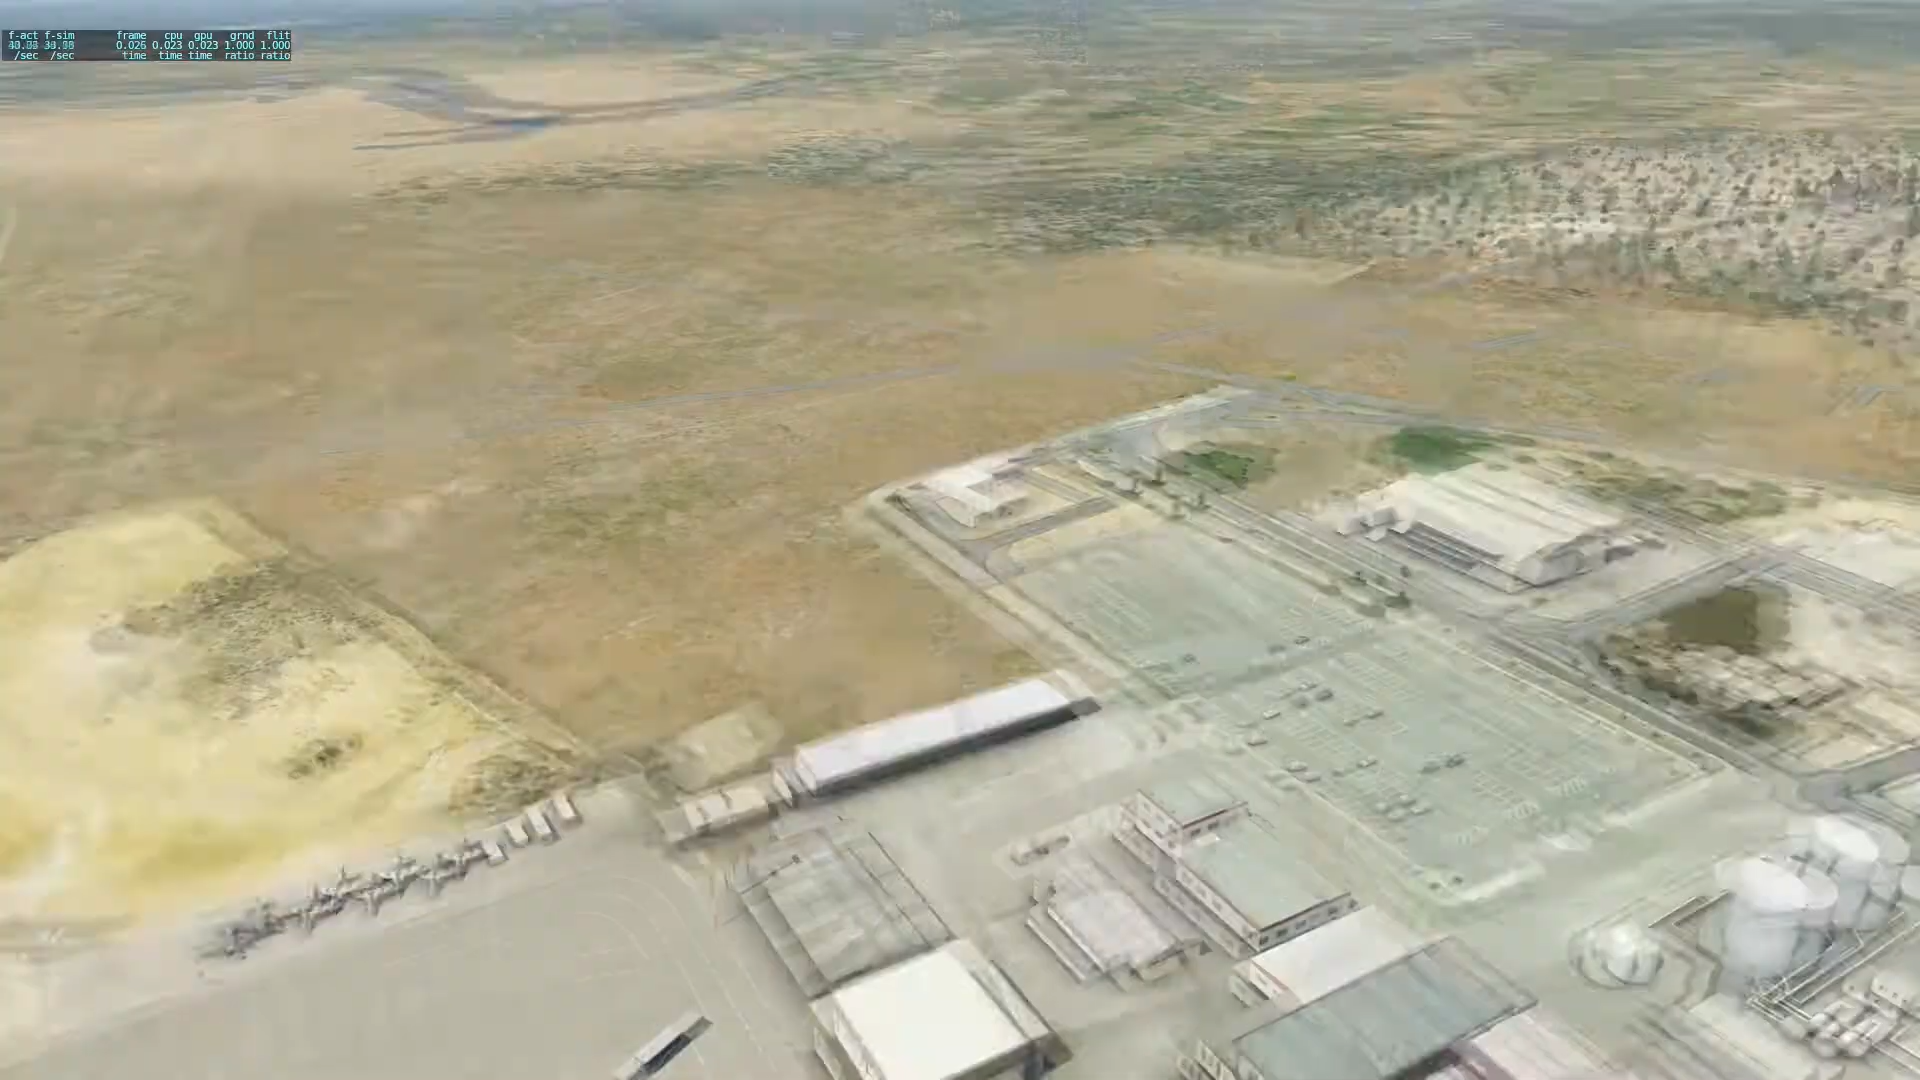 f-act f-sim frame cpu gpu grnd flit
0.026 0.023 0.023 1.000 1.000
/sec /sec time time time ratio ratio